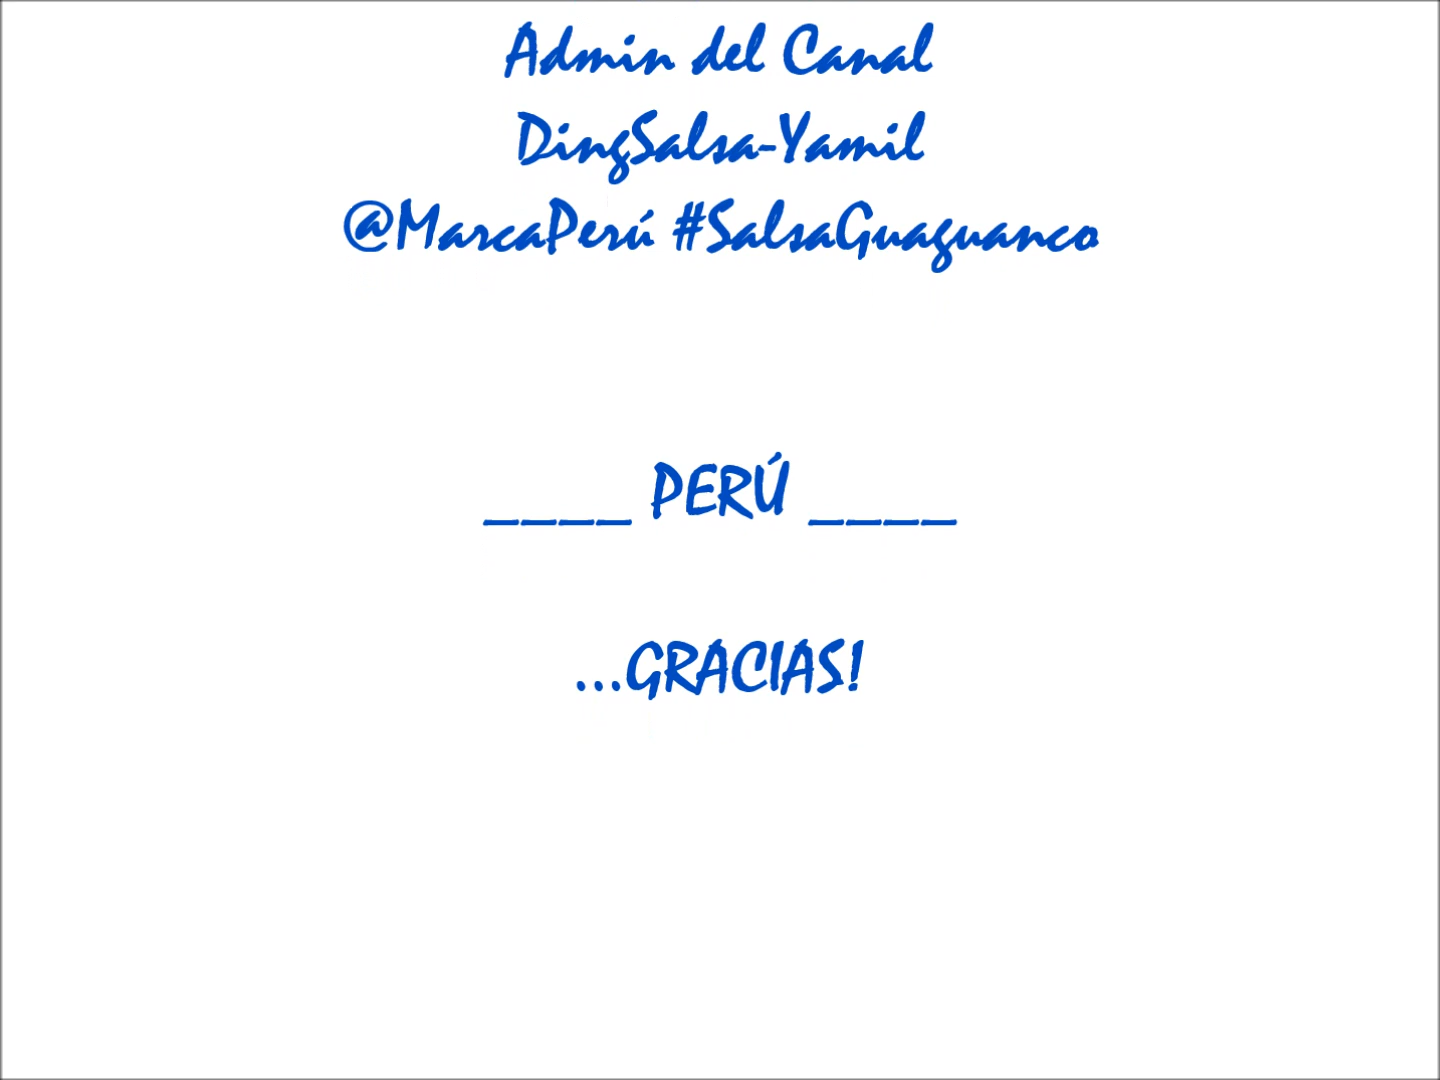 Admin del Canal
DingSalsa-Yamil
@MarcaPerú #SalsaGuaguanco
____ PERÚ ____
...GRACIAS!